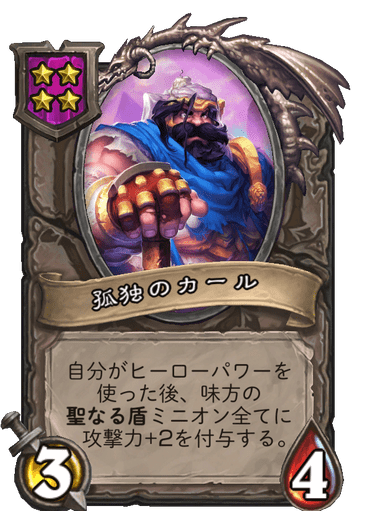 孤独のカール
自分がヒーローパワーを
使った後、味方の
聖なる盾ミニオン全てに
攻撃力+2を付与する。
3
4